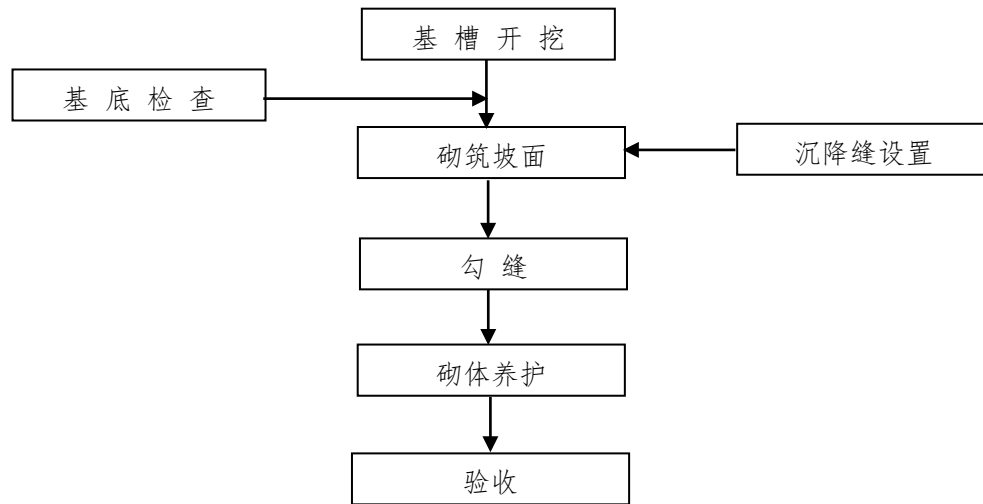 基槽开挖
基底检查
砌筑坡面
沉降缝设置
勾缝
砌体养护
验收